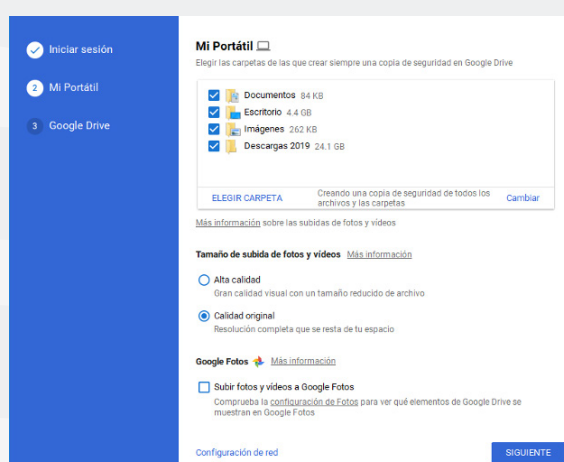 Iniciar sesión
2 Mi Portátil
3 Google Drive
Mi Portátil
Elegir las carpetas de las que crear siempre una copia de seguridad en Google Drive
Documentos 84 KB
Escritorio 4.4 GB
Imágenes 262 KB
Descargas 2019 24.1 GB
ELEGIR CARPETA
Creando una copia de seguridad de todos los
archivos y las carpetas
Cambiar
Más información sobre las subidas de fotos y vídeos
Tamaño de subida de fotos y vídeos Más información
Alta calidad
Gran calidad visual con un tamaño reducido de archivo
Calidad original
Resolución completa que se resta de tu espacio
Google Fotos Más información
Subir fotos y vídeos a Google Fotos
Comprueba la configuración de Fotos para ver qué elementos de Google Drive se
muestran en Google Fotos
Configuración de red
SIGUIENTE